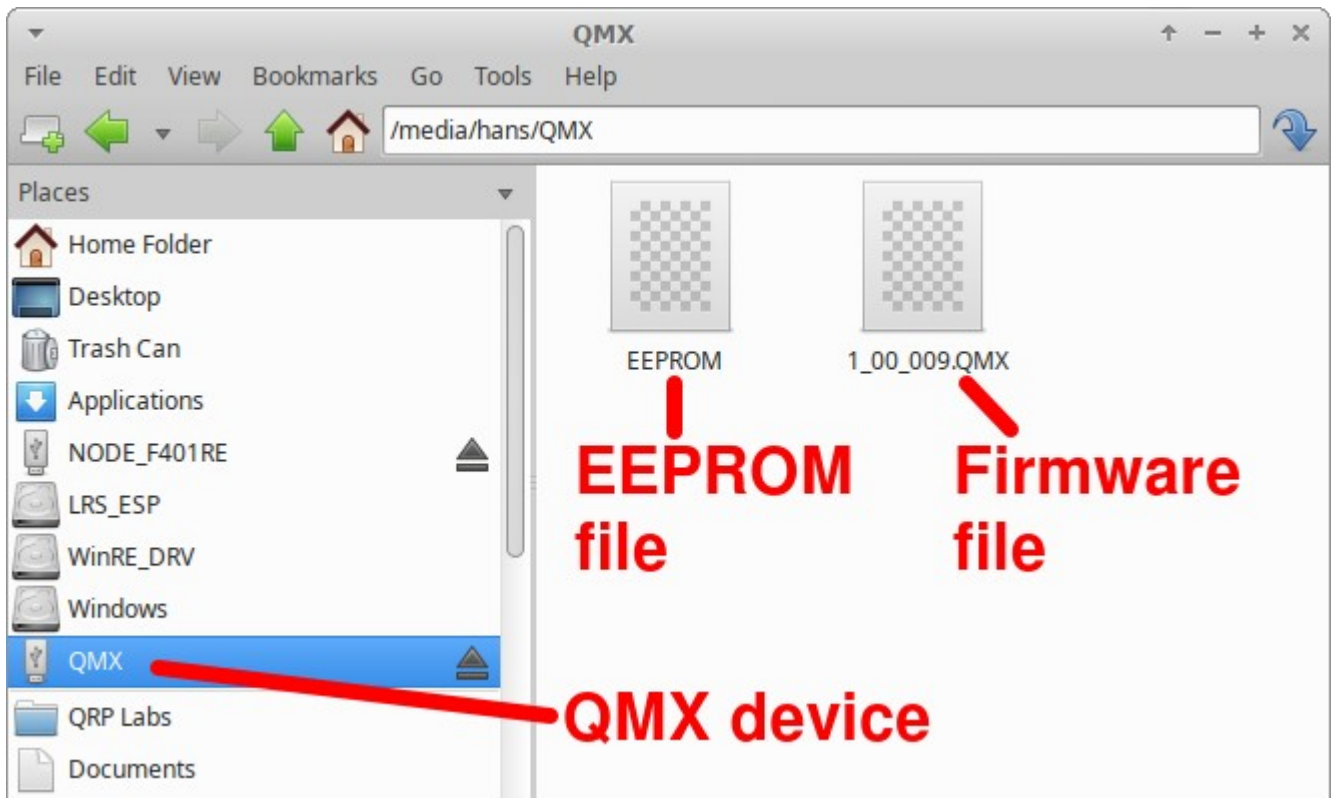 QMX
File Edit View Bookmarks Go Tools Help
/media/hans/QMX
Places
Home Folder
Desktop
Trash Can
Applications
NODE_F401RE
LRS_ESP
WinRE_DRV
Windows
QMX
QRP Labs
Documents
EEPROM 1_00_009.QMX
EEPROM Firmware
file file
QMX device